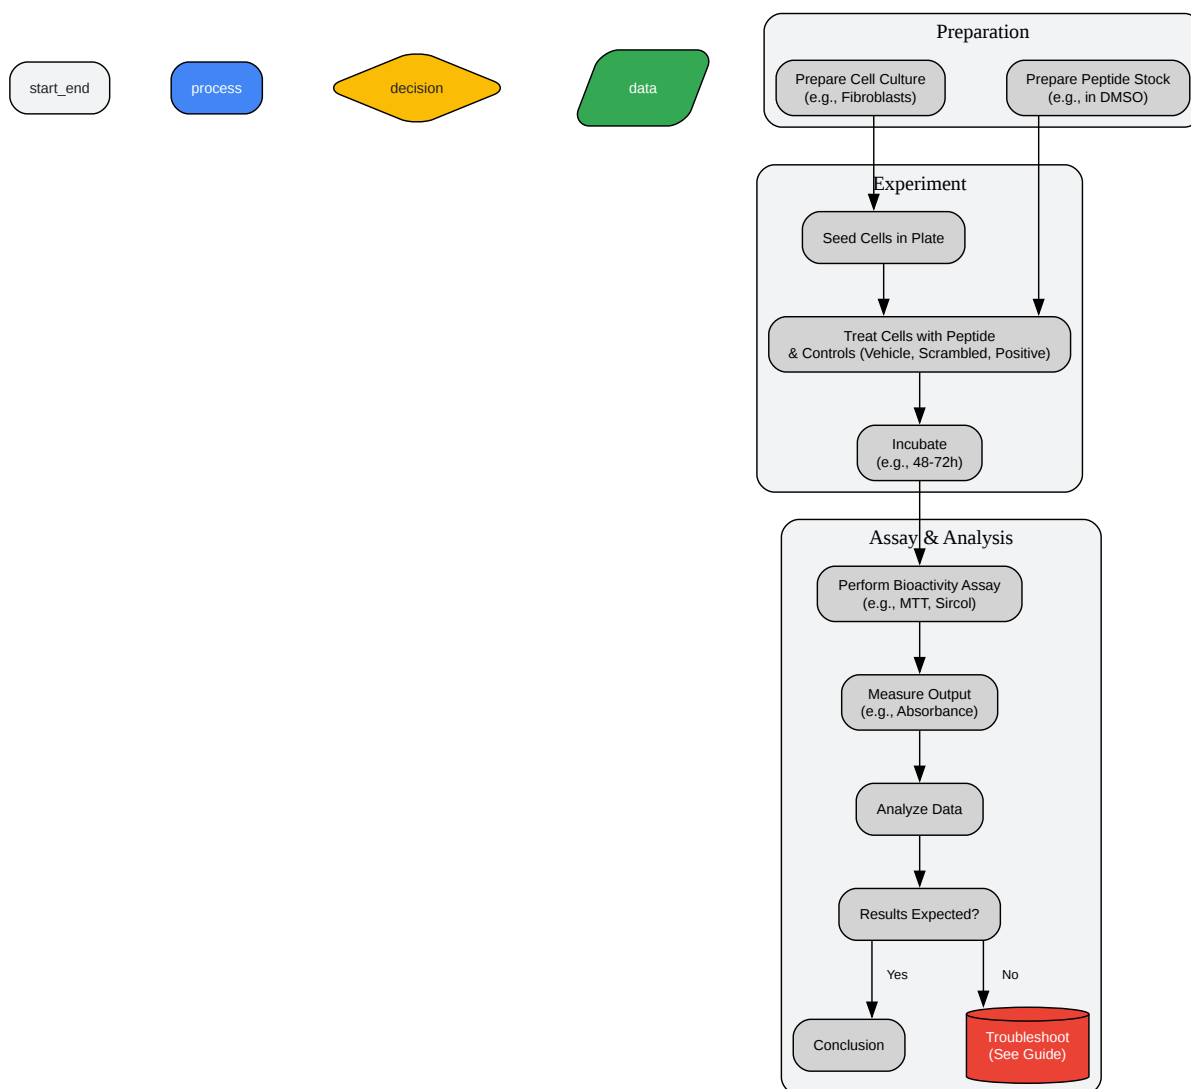 start_end
process
decision
data
Preparation
Prepare Cell Culture
(e.g., Fibroblasts)
Prepare Peptide Stock
(e.g., in DMSO)
Experiment
Seed Cells in Plate
Treat Cells with Peptide
& Controls (Vehicle, Scrambled, Positive)
Incubate
(e.g., 48-72h)
Assay & Analysis
Perform Bioactivity Assay
(e.g., MTT, Sircol)
Measure Output
(e.g., Absorbance)
Analyze Data
Results Expected?
Yes
No
Conclusion
Troubleshoot
(See Guide)